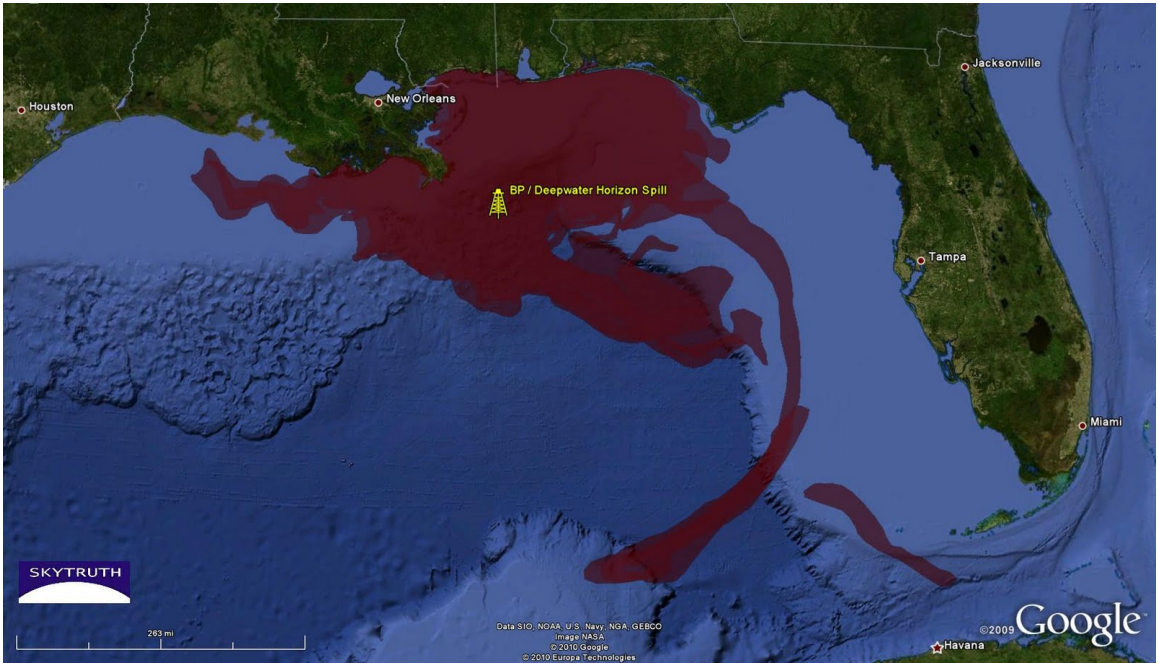 Jacksonville
Houston
New Orleans
BP / Deepwater Horizon Spill
Tampa
Miami
SKYTRUTH
263 mi
Data SIO, NOAA, U.S. Navy, NGA, GEBCO
Image NASA
© 2010 Google
© 2010 Europa Technologies
©2009 Google
Havana